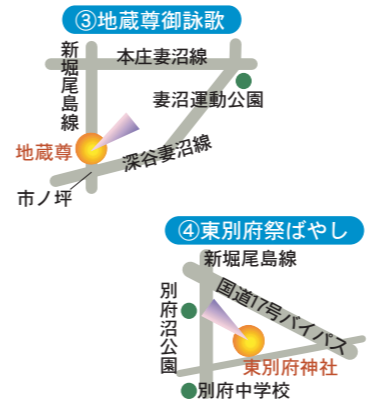 ③地蔵尊御詠歌
新堀尾島線
本庄妻沼線
妻沼運動公園
地蔵尊
深谷妻沼線
市ノ坪
④東別府祭ばやし
新堀尾島線
国道17号バイパス
別府沼公園
東別府神社
別府中学校